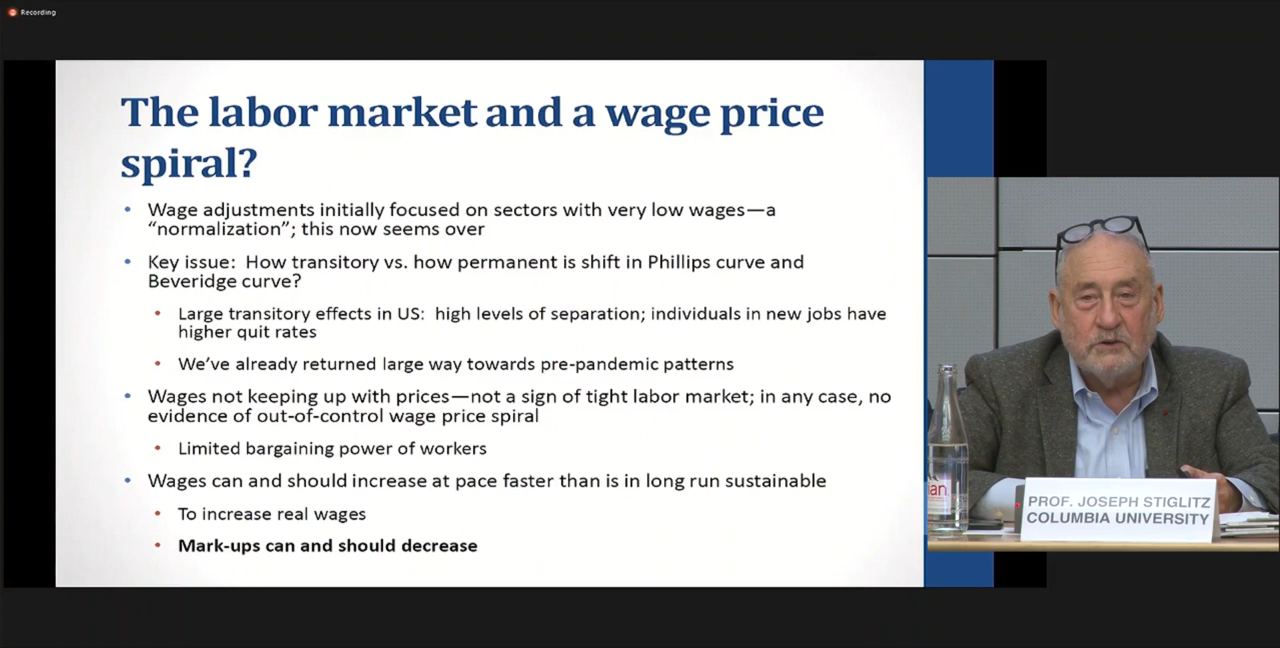 Recording
The labor market and a wage price
spiral?
• Wage adjustments initially focused on sectors with very low wages—a
“normalization”; this now seems over
• Key issue:  How transitory vs. how permanent is shift in Phillips curve and
Beveridge curve?
• Large transitory effects in US:  high levels of separation; individuals in new jobs have
higher quit rates
• We’ve already returned large way towards pre-pandemic patterns
• Wages not keeping up with prices—not a sign of tight labor market; in any case, no
evidence of out-of-control wage price spiral
• Limited bargaining power of workers
• Wages can and should increase at pace faster than is in long run sustainable
• To increase real wages
• Mark-ups can and should decrease
PROF. JOSEPH STIGLITZ
COLUMBIA UNIVERSITY